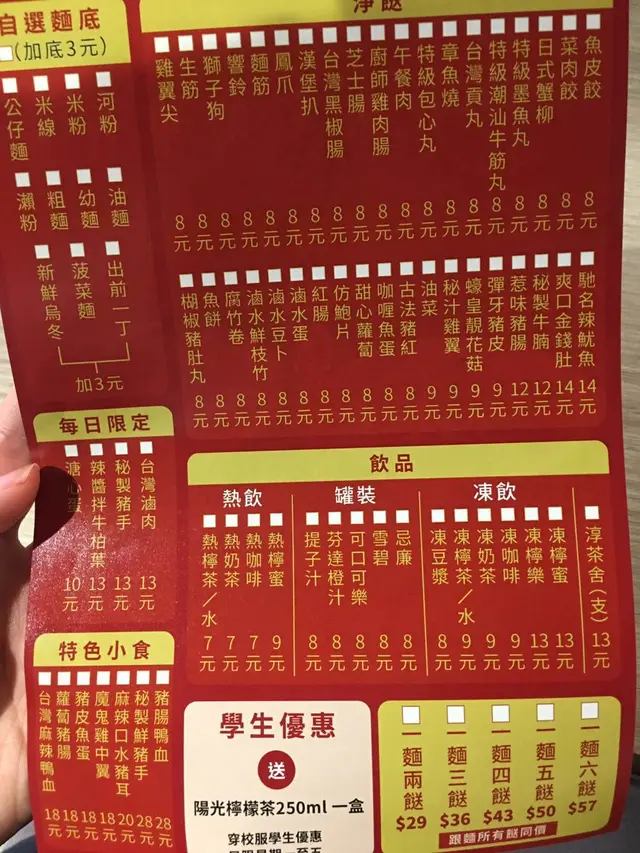 自選麵底
(加底3元)
河粉
米粉
米線
公仔麵
油麵
幼麵
粗麵
瀨粉
出前一丁
菠菜麵
新鮮烏冬
加3元
淨餸
魚皮餃 8元
菜肉餃 8元
日式蟹柳 8元
特級墨魚丸 8元
特級潮汕牛筋丸 8元
台灣貢丸 8元
章魚燒 8元
特級包心丸 8元
午餐肉 8元
廚師雞肉腸 8元
芝士腸 8元
台灣黑椒腸 8元
漢堡扒 8元
鳳爪 8元
麵筋 8元
響鈴 8元
獅子狗 8元
生筋 8元
雞翼尖 8元
馳名辣魷魚 14元
爽口金錢肚 14元
秘製牛腩 12元
惹味豬腸 12元
彈牙豬皮 9元
蠔皇靚花菇 9元
秘汁雞翼 9元
油菜 9元
古法豬紅 8元
咖喱魚蛋 8元
甜心蘿蔔 8元
仿鮑片 8元
紅腸 8元
滷水蛋 8元
滷水豆卜 8元
滷水鮮枝竹 8元
腐竹卷 8元
魚餅 8元
糊椒豬肚丸 8元
每日限定
台灣滷肉 13元
秘製豬手 13元
辣醬拌牛柏葉 13元
溏心蛋 10元
飲品
熱飲
熱檸蜜 9元
熱咖啡 7元
熱奶茶 7元
熱檸茶/水 7元
罐裝
忌廉 8元
雪碧 8元
可口可樂 8元
芬達橙汁 8元
提子汁 8元
凍飲
凍檸蜜 13元
凍檸樂 13元
凍咖啡 9元
凍奶茶 9元
凍檸茶/水 9元
凍豆漿 8元
淳茶舍(支) 13元
特色小食
豬腸鴨血 28元
秘製鮮豬手 28元
麻辣口水豬耳 20元
魔鬼雞中翼 18元
豬皮魚蛋 18元
蘿蔔豬腸 18元
台灣麻辣鴨血 18元
學生優惠
送
陽光檸檬茶250ml 一盒
穿校服學生優惠
一麵六餸 $57
一麵五餸 $50
一麵四餸 $43
一麵三餸 $36
一麵兩餸 $29
跟麵所有餸同價